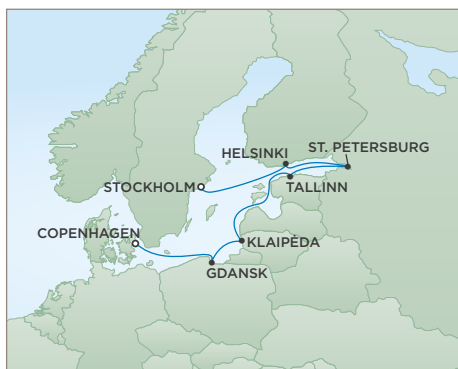 HELSINKI
ST. PETERSBURG
STOCKHOLM
TALLINN
COPENHAGEN
KLAIPĖDA
GDANSK